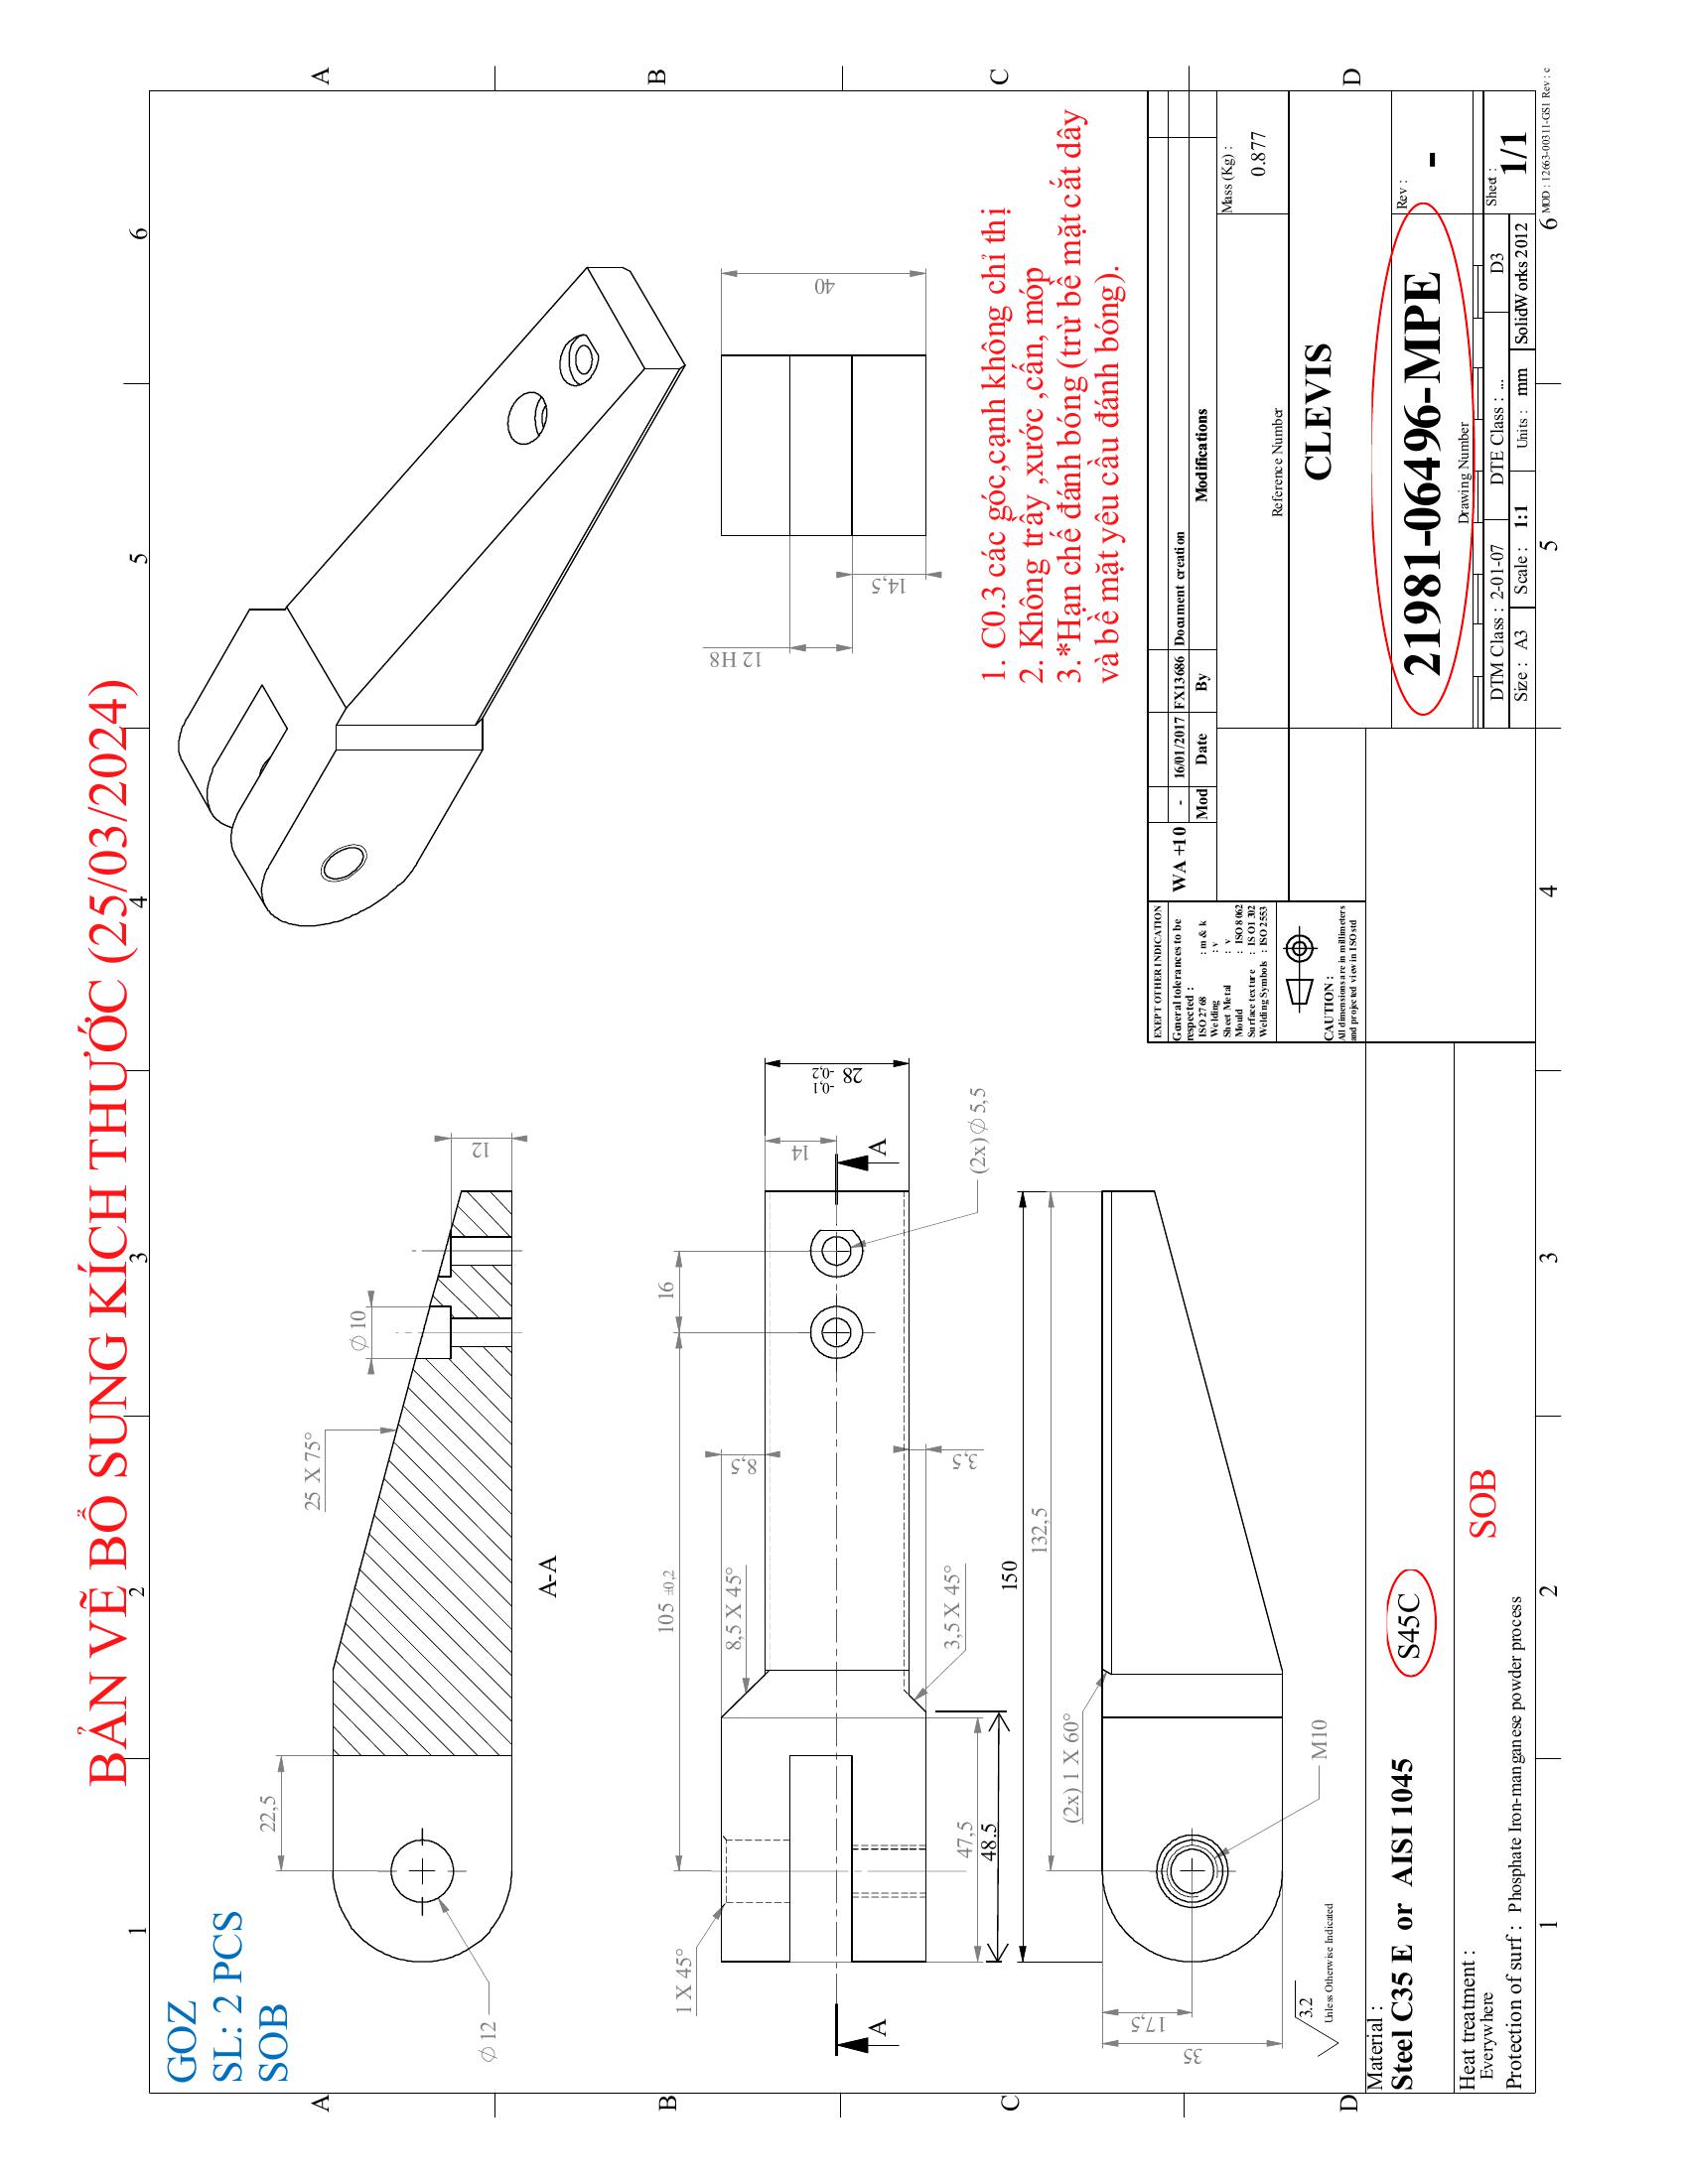 BẢN VẼ BỔ SUNG KÍCH THƯỚC (25/03/2024)
1
2
3
4
5
6
A
B
C
D
GOZ
SL: 2 PCS
SOB
∅ 12
22,5
25 X 75°
∅ 10
12
A-A
1 X 45°
105 ±0,2
16
8,5 X 45°
8,5
14
28 -0,1 -0,2
A
A
(2x) ∅ 5,5
3,5
3,5 X 45°
47,5
48.5
150
132,5
(2x) 1 X 60°
M10
17,5
35
3.2
Unless Otherwise Indicated
40
14,5
12 H8
1. C0.3 các góc,cạnh không chỉ thị
2. Không trầy ,xước ,cấn, móp
3. *Hạn chế đánh bóng (trừ bề mặt cắt dây
và bề mặt yêu cầu đánh bóng).
EXEPT OTHER INDICATION
General tolerances to be
respected :
ISO 2768 : m & k
Welding : v
Sheet Metal : v
Mould : ISO 8062
Surface texture : ISO1302
Welding Symbols : ISO 2553
CAUTION :
All dimensions are in millimeters
and projected view in ISO std
WA +10
- 16/01/2017 FX13686 Document creation
Mod Date By Modifications
Mass (Kg) :
0.877
Reference Number
CLEVIS
21981-06496-MPE
Drawing Number
Rev :
-
DTM Class : 2-01-07 DTE Class : ... D3
Sheet :
1/1
Size : A3 Scale : 1:1 Units : mm SolidWorks 2012
MOD : 12663-00311-GS1 Rev : c
Material :
Steel C35 E or AISI 1045
S45C
Heat treatment :
Everywhere
SOB
Protection of surf : Phosphate Iron-manganese powder process
A
B
C
D
1
2
3
4
5
6